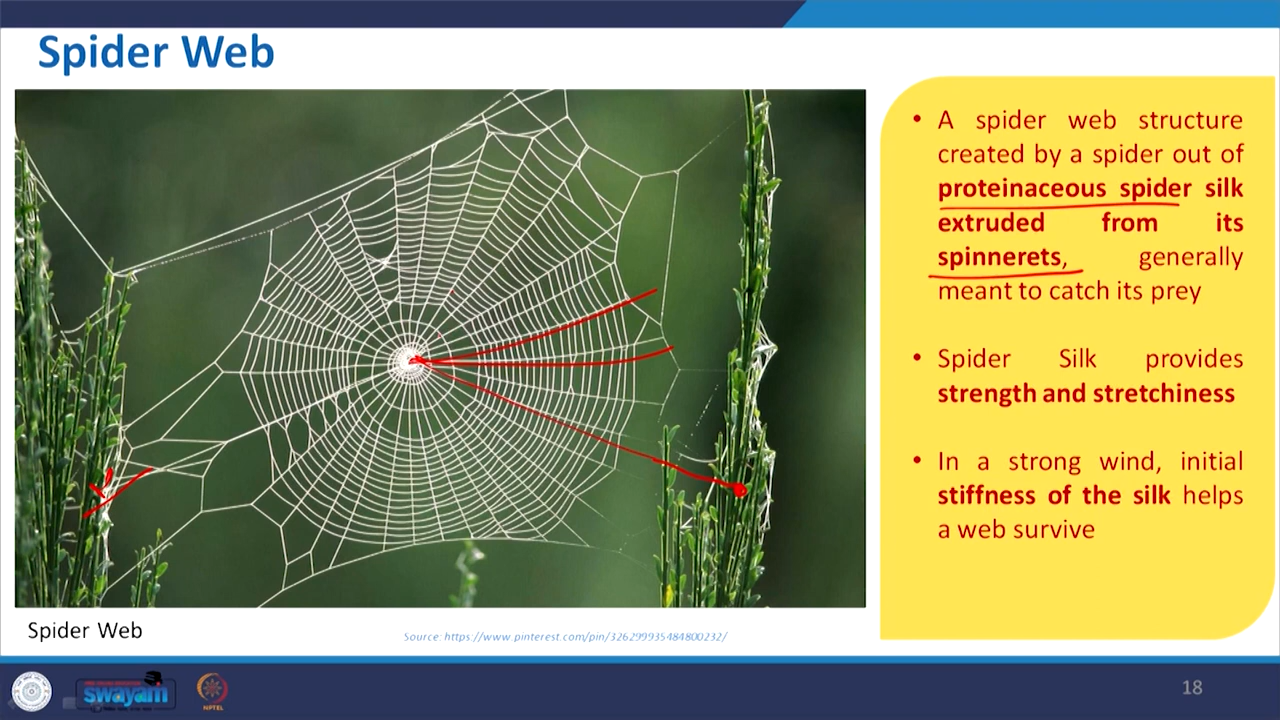 Spider Web
• A spider web structure
created by a spider out of
proteinaceous spider silk
extruded from its
spinnerets, generally
meant to catch its prey
• Spider Silk provides
strength and stretchiness
• In a strong wind, initial
stiffness of the silk helps
a web survive
Spider Web
Source: https://www.pinterest.com/pin/326299935484800232/
swayam
NPTEL
18